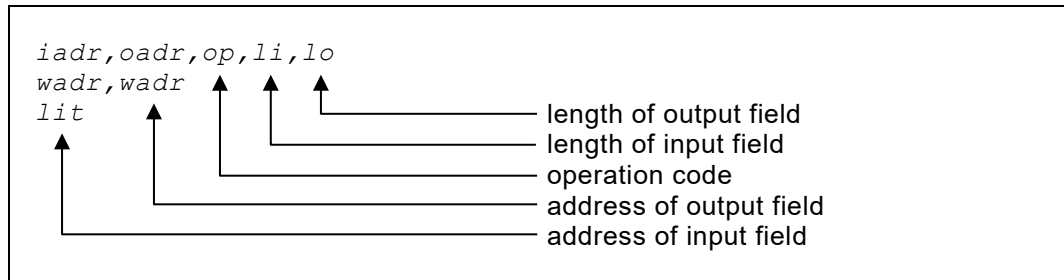 iadr,oadr,op,li,lo
wadr,wadr
lit
length of output field
length of input field
operation code
address of output field
address of input field